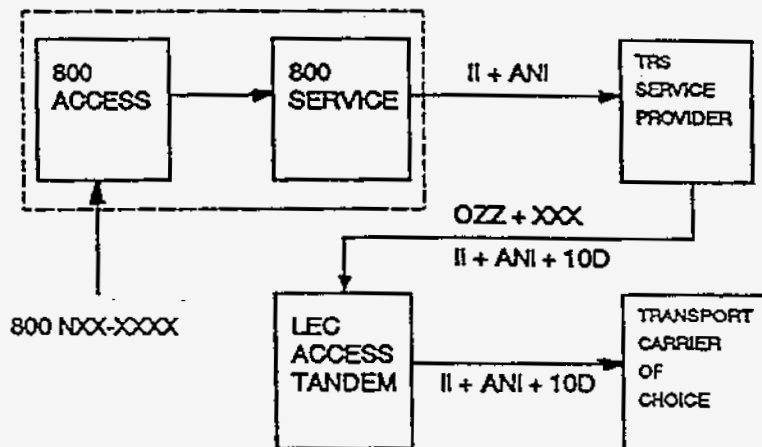 800
ACCESS
800
SERVICE
II + ANI
TRS
SERVICE
PROVIDER
OZZ + XXX
II + ANI + 10D
800 NXX-XXXX
LEC
ACCESS
TANDEM
II + ANI + 10D
TRANSPORT
CARRIER
OF
CHOICE